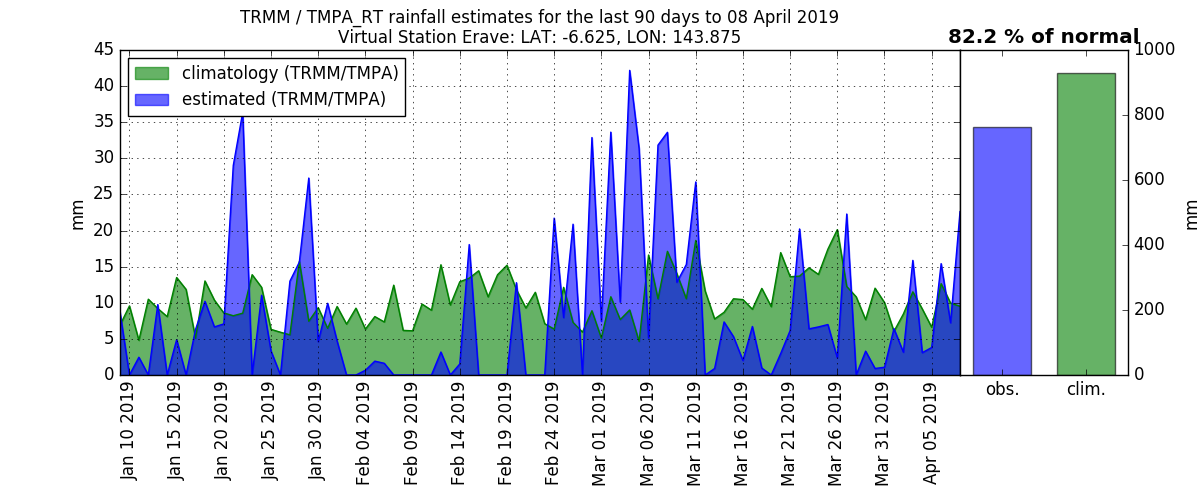 TRMM / TMPA_RT rainfall estimates for the last 90 days to 08 April 2019
Virtual Station Erave: LAT: -6.625, LON: 143.875
82.2 % of normal
climatology (TRMM/TMPA)
estimated (TRMM/TMPA)
45
40
35
30
25
20
15
10
5
0
mm
Jan 10 2019
Jan 15 2019
Jan 20 2019
Jan 25 2019
Jan 30 2019
Feb 04 2019
Feb 09 2019
Feb 14 2019
Feb 19 2019
Feb 24 2019
Mar 01 2019
Mar 06 2019
Mar 11 2019
Mar 16 2019
Mar 21 2019
Mar 26 2019
Mar 31 2019
Apr 05 2019
1000
800
600
400
200
0
mm
obs.
clim.